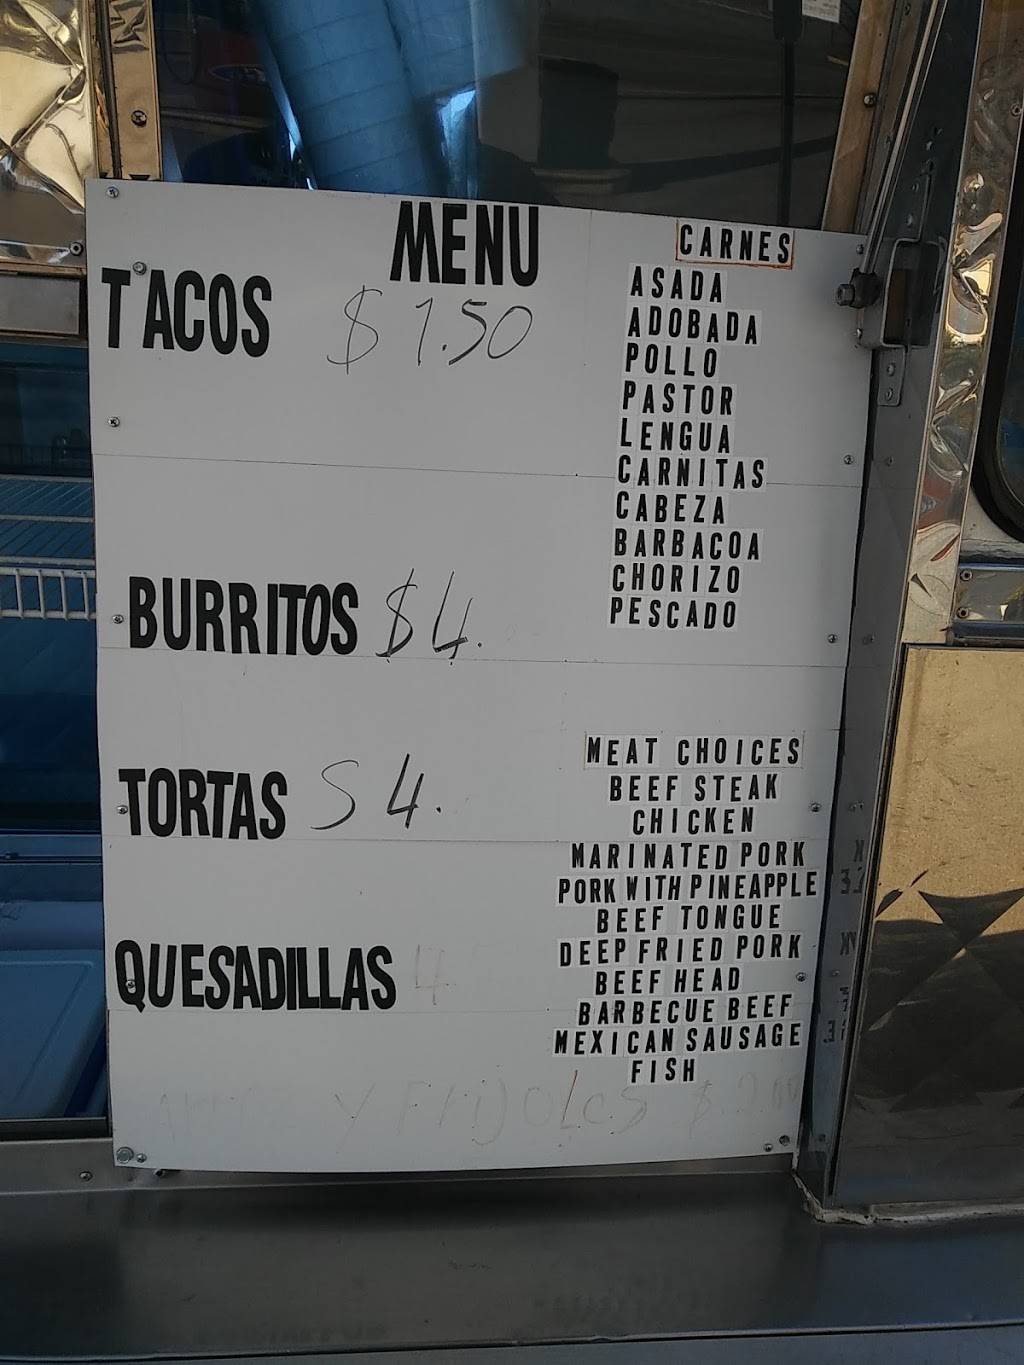 MENU
TACOS $1.50
BURRITOS $4.
TORTAS $4.
QUESADILLAS 4
CARNES
ASADA
ADOBADA
POLLO
PASTOR
LENGUA
CARNITAS
CABEZA
BARBACOA
CHORIZO
PESCADO
MEAT CHOICES
BEEF STEAK
CHICKEN
MARINATED PORK
PORK WITH PINEAPPLE
BEEF TONGUE
DEEP FRIED PORK
BEEF HEAD
BARBECUE BEEF
MEXICAN SAUSAGE
FISH
Y FRIJOLES